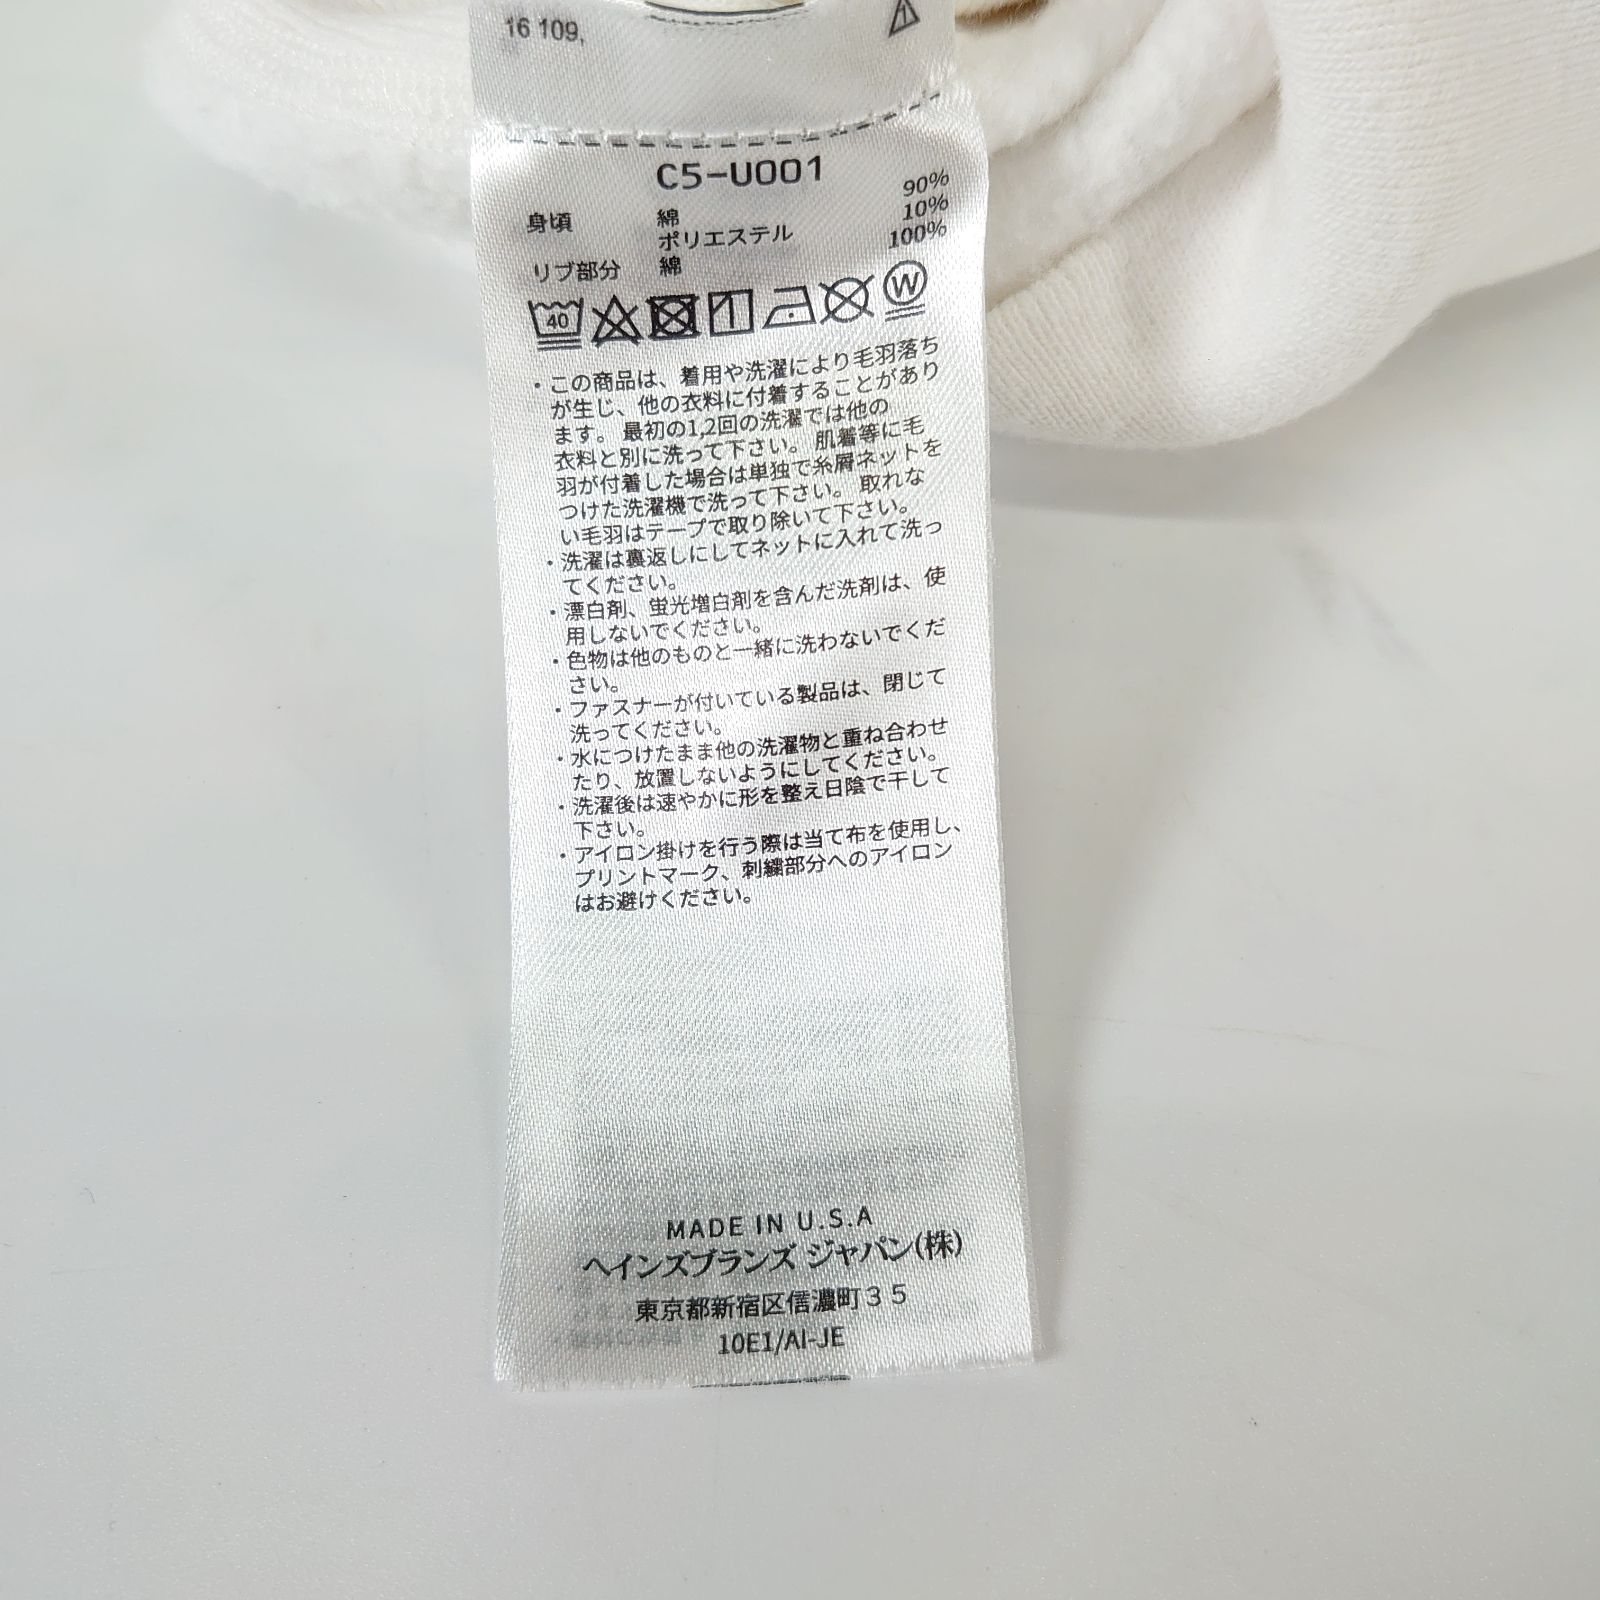 16 109,
C5-U001
身頃 綿 90%
ポリエステル 10%
リブ部分 綿 100%
40
W
・この商品は、着用や洗濯により毛羽落ち
が生じ、他の衣料に付着することがあり
ます。最初の1,2回の洗濯では他の
衣料と別に洗って下さい。肌着等に毛
羽が付着した場合は単独で糸屑ネットを
つけた洗濯機で洗って下さい。取れな
い毛羽はテープで取り除いて下さい。
・洗濯は裏返しにしてネットに入れて洗っ
てください。
・漂白剤、蛍光増白剤を含んだ洗剤は、使
用しないでください。
・色物は他のものと一緒に洗わないでくだ
さい。
・ファスナーが付いている製品は、閉じて
洗ってください。
・水につけたまま他の洗濯物と重ね合わせ
たり、放置しないようにしてください。
・洗濯後は速やかに形を整え日陰で干して
下さい。
・アイロン掛けを行う際は当て布を使用し、
プリントマーク、刺繍部分へのアイロン
はお避けください。
MADE IN U.S.A
ヘインズブランズ ジャパン(株)
東京都新宿区信濃町35
10E1/AI-JE